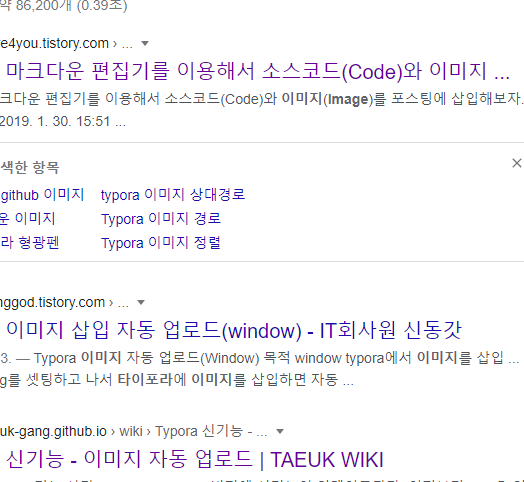 약 86,200개 (0.39초)
e4you.tistory.com › ...
마크다운 편집기를 이용해서 소스코드(Code)와 이미지 ...
크다운 편집기를 이용해서 소스코드(Code)와 이미지(Image)를 포스팅에 삽입해보자.
2019. 1. 30. 15:51 ...
색한 항목
github 이미지 typora 이미지 상대경로
운 이미지 Typora 이미지 경로
라 형광펜 Typora 이미지 정렬
nggod.tistory.com › ...
이미지 삽입 자동 업로드(window) - IT회사원 신동갓
3. — Typora 이미지 자동 업로드(Window) 목적 window typora에서 이미지를 삽입 ...
g를 셋팅하고 나서 타이포라에 이미지를 삽입하면 자동 ...
uk-gang.github.io › wiki › Typora 신기능 - ...
신기능 - 이미지 자동 업로드 | TAEUK WIKI